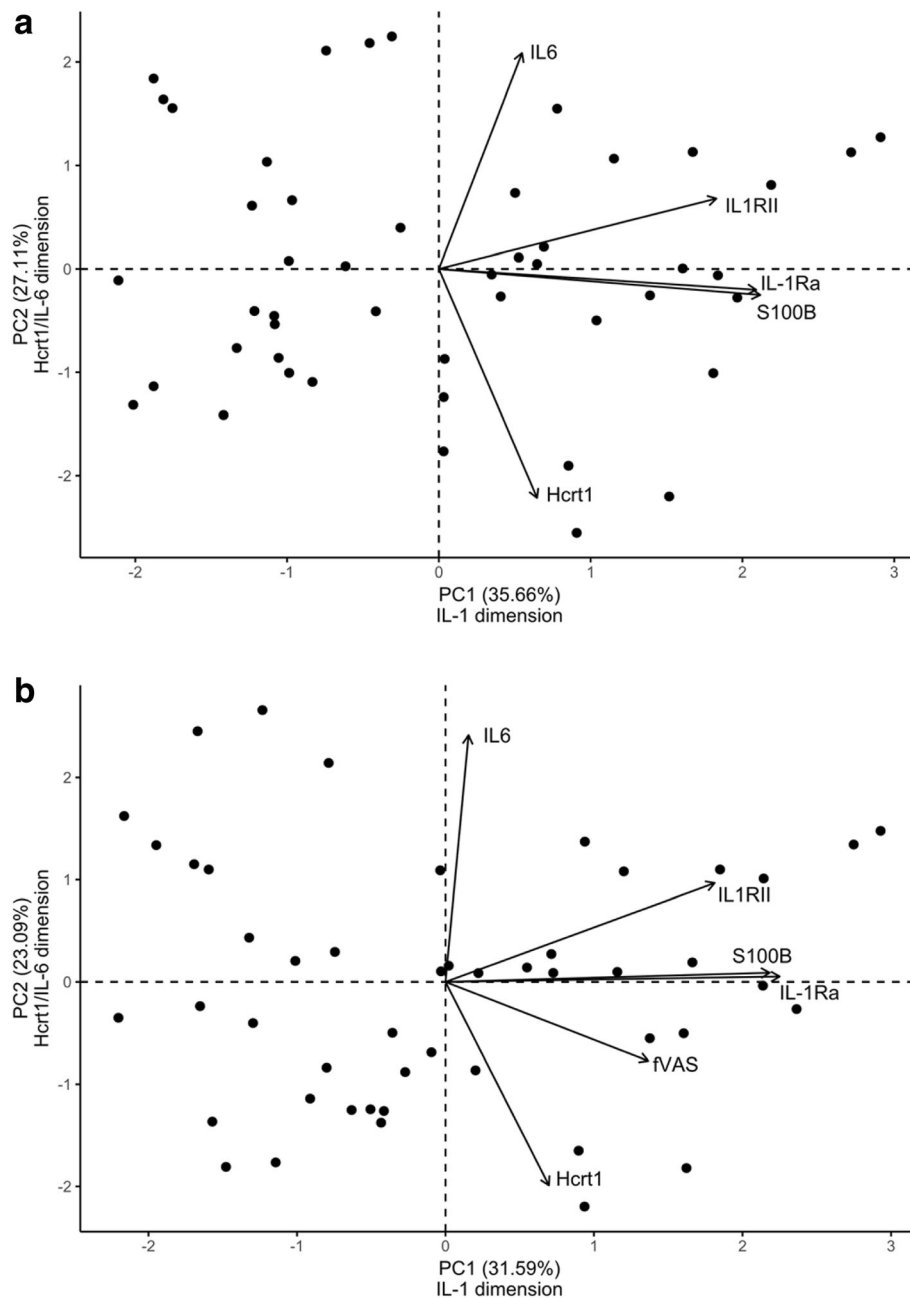 a
2
1
0
-1
-2
PC2 (27.11%)
Hcrt1/IL-6 dimension
IL6
IL1RII
IL-1Ra
S100B
Hcrt1
-2
-1
0
1
2
3
PC1 (35.66%)
IL-1 dimension
b
2
1
0
-1
-2
PC2 (23.09%)
Hcrt1/IL-6 dimension
IL6
IL1RII
S100B
IL-1Ra
fVAS
Hcrt1
-2
-1
0
1
2
3
PC1 (31.59%)
IL-1 dimension